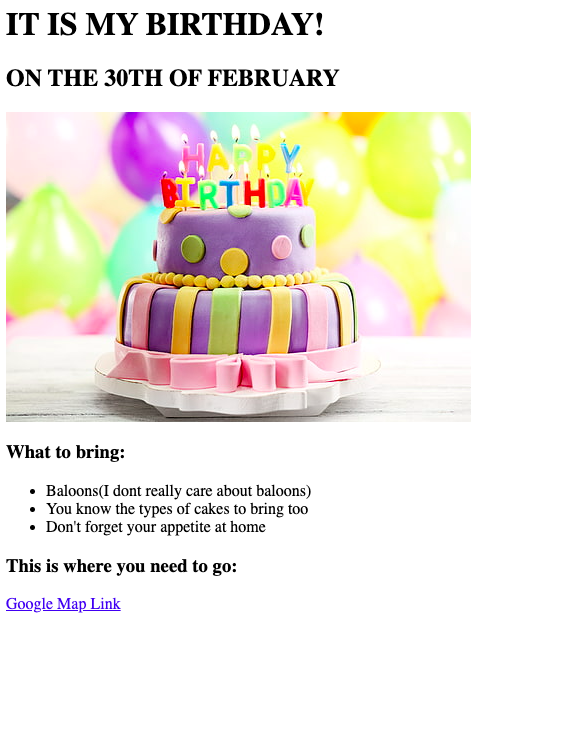 IT IS MY BIRTHDAY!
ON THE 30TH OF FEBRUARY
HAPPY
BIRTHDAY
What to bring:
Baloons(I dont really care about baloons)
You know the types of cakes to bring too
Don't forget your appetite at home
This is where you need to go:
Google Map Link